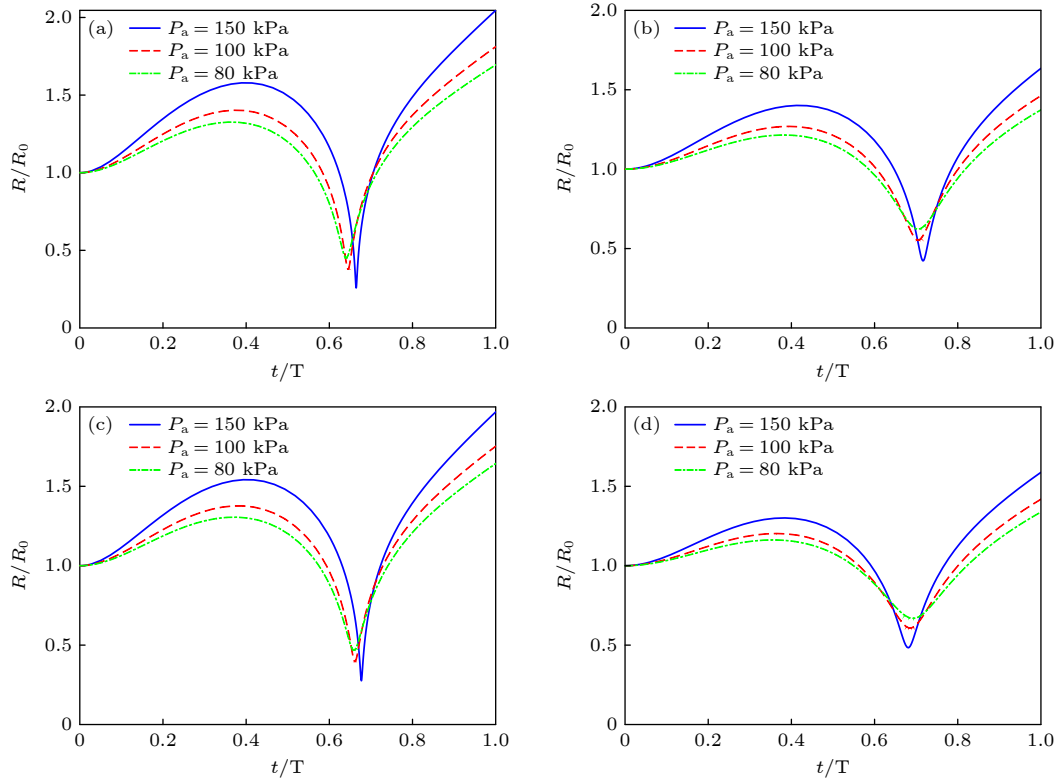 (a)
P_a = 150 kPa
P_a = 100 kPa
P_a = 80 kPa
2.0
1.5
1.0
0.5
0
R/R_0
0 0.2 0.4 0.6 0.8 1.0
t/T
(b)
P_a = 150 kPa
P_a = 100 kPa
P_a = 80 kPa
2.0
1.5
1.0
0.5
0
R/R_0
0 0.2 0.4 0.6 0.8 1.0
t/T
(c)
P_a = 150 kPa
P_a = 100 kPa
P_a = 80 kPa
2.0
1.5
1.0
0.5
0
R/R_0
0 0.2 0.4 0.6 0.8 1.0
t/T
(d)
P_a = 150 kPa
P_a = 100 kPa
P_a = 80 kPa
2.0
1.5
1.0
0.5
0
R/R_0
0 0.2 0.4 0.6 0.8 1.0
t/T